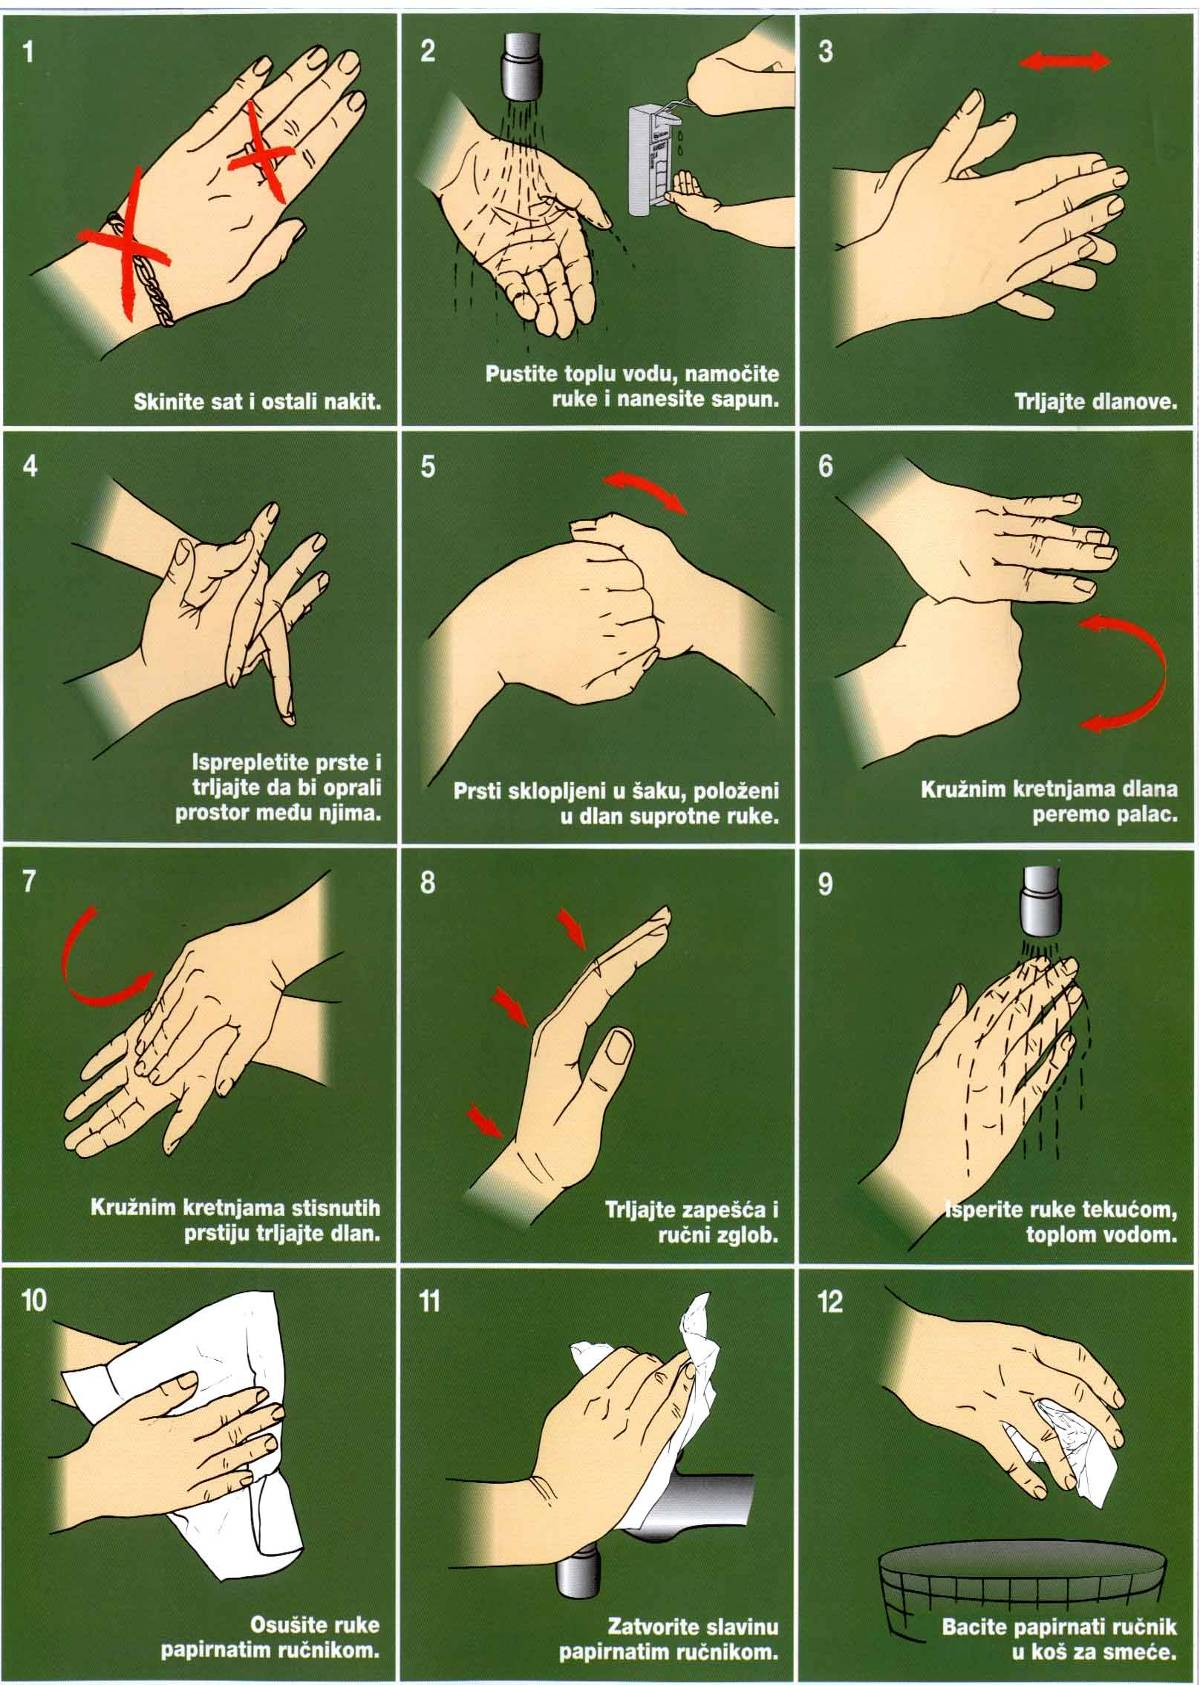 1
Skinite sat i ostali nakit.
2
Pustite toplu vodu, namočite
ruke i nanesite sapun.
3
Trljajte dlanove.
4
Isprepletite prste i
trljajte da bi oprali
prostor među njima.
5
Prsti sklopljeni u šaku, položeni
u dlan suprotne ruke.
6
Kružnim kretnjama dlana
peremo palac.
7
Kružnim kretnjama stisnutih
prstiju trljajte dlan.
8
Trljajte zapešća i
ručni zglob.
9
Isperite ruke tekućom,
toplom vodom.
10
Osušite ruke
papirnatim ručnikom.
11
Zatvorite slavinu
papirnatim ručnikom.
12
Bacite papirnati ručnik
u koš za smeće.